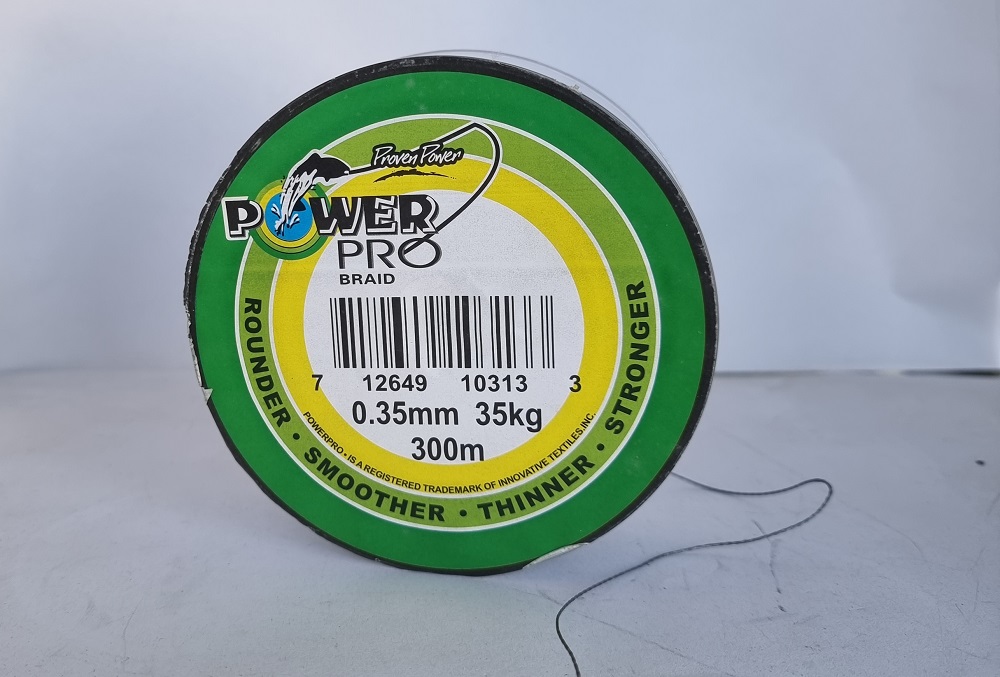 Proven Power
POWER
PRO
BRAID
7 12649 10313 3
0.35mm 35kg
300m
POWERPRO - IS A REGISTERED TRADEMARK OF INNOVATIVE TEXTILES,INC.
ROUNDER • SMOOTHER • THINNER • STRONGER